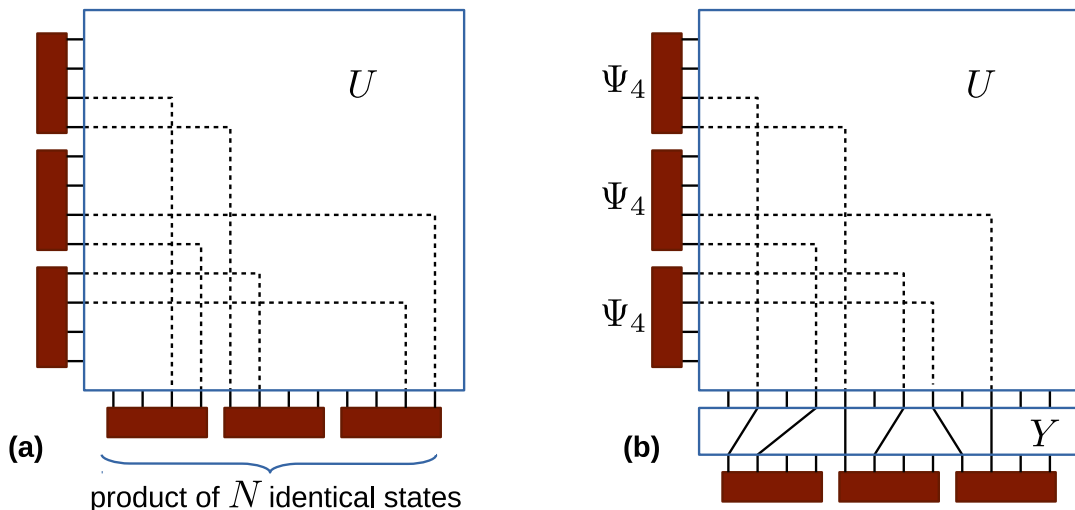 U
(a)
product of N identical states
Ψ₄
U
Ψ₄
Ψ₄
Y
(b)